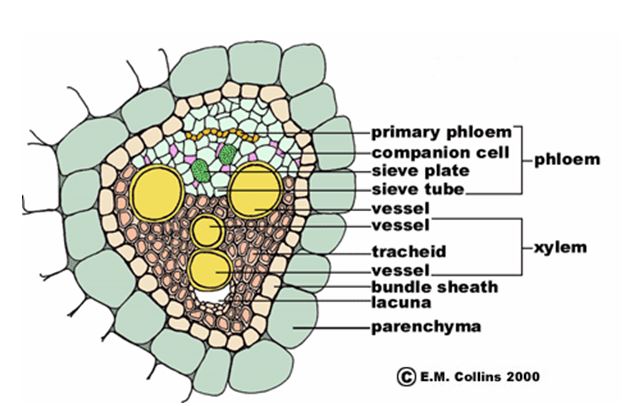 primary phloem
companion cell
phloem
sieve plate
sieve tube
vessel
vessel
xylem
tracheid
vessel
bundle sheath
lacuna
parenchyma
© E.M. Collins 2000